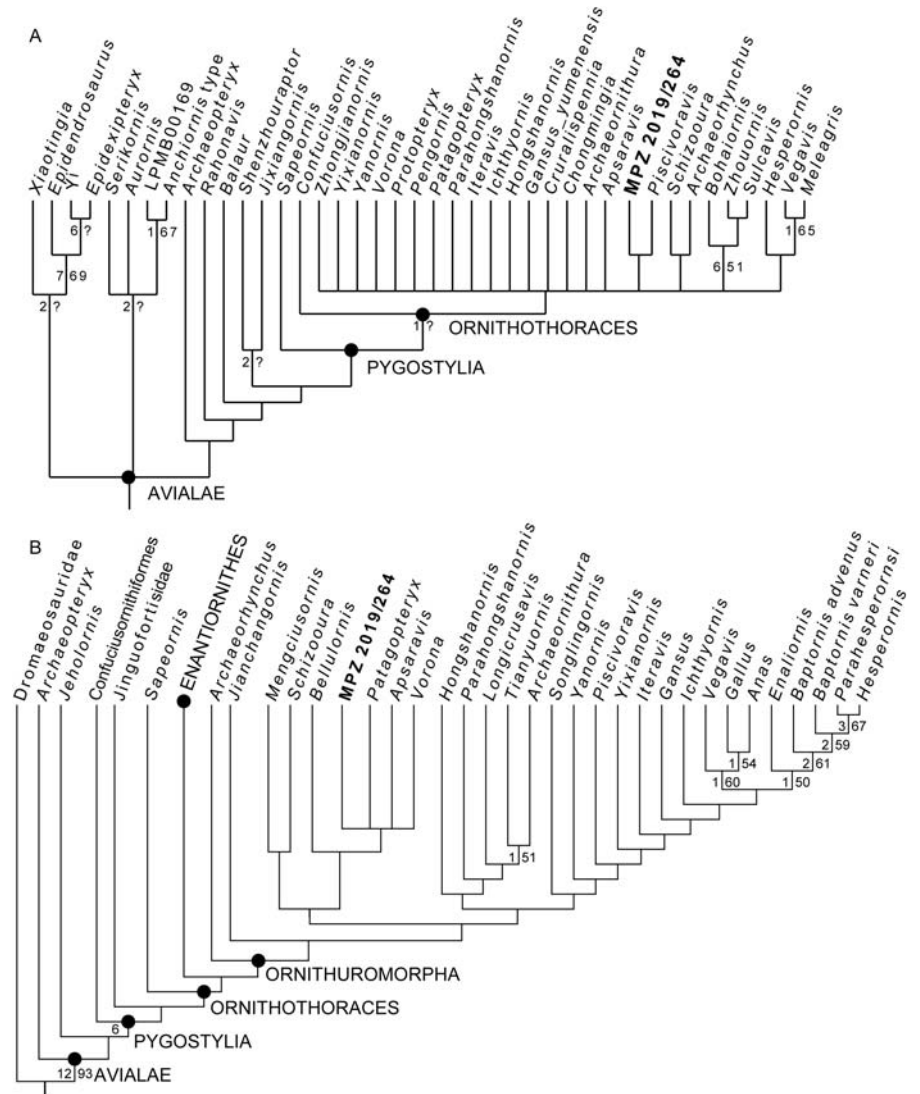 A
Xiaotingia
Epidendrosaurus
Yi
Epidexipteryx
Serikornis
Aurornis
LPMB00169
Anchiornis type
Archaeopteryx
Rahonavis
Balaur
Shenzhouraptor
Jixiangornis
Sapeornis
Confuciusornis
Zhongjianornis
Yixianornis
Yanornis
Vorona
Protopteryx
Pengornis
Patagopteryx
Parahongshanornis
Iteravis
Ichthyornis
Hongshanornis
Gansus_yumenensis
Cruralispennia
Chongmingia
Archaeornithura
Apsaravis
MPZ 2019/264
Piscivoravis
Schizooura
Archaeorhynchus
Bohaiornis
Zhouornis
Sulcavis
Hesperornis
Vegavis
Meleagris
6 ?
1 67
1 65
7 69
6 51
2 ?
2 ?
1 ?
ORNITHOTHORACES
2 ?
PYGOSTYLIA
AVIALAE
B
Dromaeosauridae
Archaeopteryx
Jeholornis
Confuciusornithiformes
Jinguofortisidae
Sapeornis
ENANTIORNITHES
Archaeorhynchus
Jianchangornis
Mengciusornis
Schizooura
Bellulornis
MPZ 2019/264
Patagopteryx
Apsaravis
Vorona
Hongshanornis
Parahongshanornis
Longicrusavis
Tianyuornis
Archaeornithura
Songlingornis
Yanornis
Piscivoravis
Yixianornis
Iteravis
Gansus
Ichthyornis
Vegavis
Gallus
Anas
Enaliornis
Baptornis advenus
Baptornis varneri
Parahesperornsi
Hesperornis
3 67
2 59
1 54
2 61
1 60
1 50
1 51
ORNITHUROMORPHA
ORNITHOTHORACES
6
PYGOSTYLIA
12 93 AVIALAE